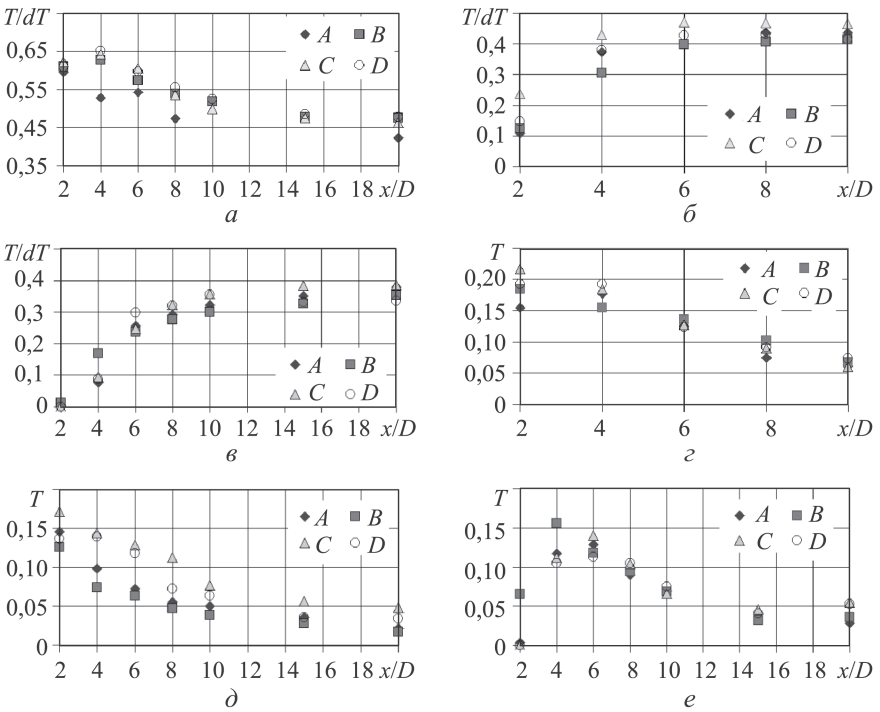 T/dT
0,65
0,55
0,45
0,35
A B
C D
2 4 6 8 10 12 14 16 18 x/D
а
T/dT
0,4
0,3
0,2
0,1
0
A B
C D
2 4 6 8 x/D
б
T/dT
0,4
0,3
0,2
0,1
0
A B
C D
2 4 6 8 10 12 14 16 18 x/D
в
T
0,20
0,15
0,10
0,05
0
A B
C D
2 4 6 8 x/D
г
T
0,15
0,10
0,05
0
A B
C D
2 4 6 8 10 12 14 16 18 x/D
д
T
0,15
0,10
0,05
0
A B
C D
2 4 6 8 10 12 14 16 18 x/D
е